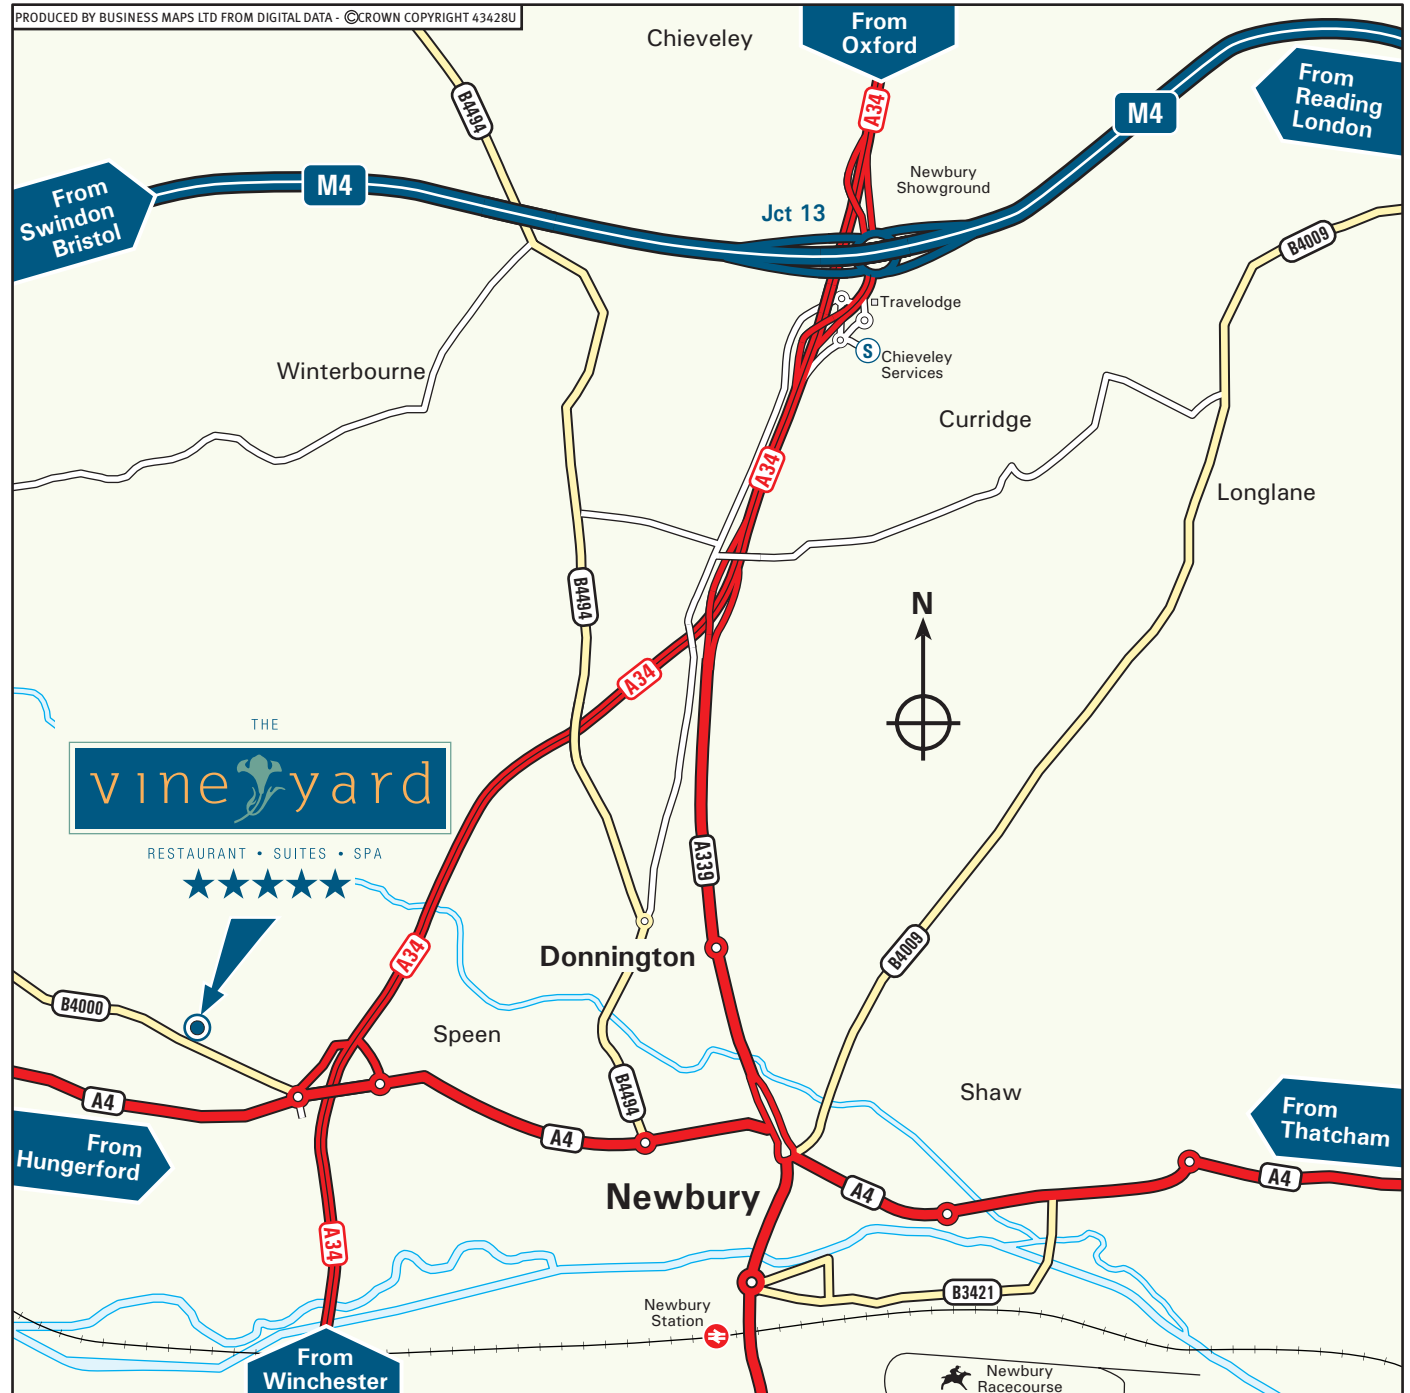 PRODUCED BY BUSINESS MAPS LTD FROM DIGITAL DATA - ©CROWN COPYRIGHT 43428U
Chieveley
From
Oxford
From
Reading
London
B4494
A34
M4
M4
Newbury
Showground
From
Swindon
Bristol
Jct 13
B4009
Travelodge
S
Chieveley
Services
Winterbourne
Curridge
A34
Longlane
B4494
N
A34
THE
vineyard
RESTAURANT • SUITES • SPA
A339
A34
Donnington
B4009
B4000
Speen
B4494
Shaw
A4
From
Hungerford
A4
From
Thatcham
A4
Newbury
A4
A34
B3421
Newbury
Station
From
Winchester
Newbury
Racecourse